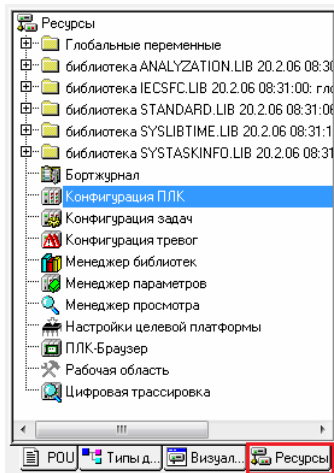 Ресурсы
Глобальные переменные
библиотека ANALYZATION.LIB 20.2.06 08:30
библиотека IECSFC.LIB 20.2.06 08:31:00: гло
библиотека STANDARD.LIB 20.2.06 08:31:06
библиотека SYSLIBTIME.LIB 20.2.06 08:31:1
библиотека SYSTASKINFO.LIB 20.2.06 08:31
Бортжурнал
Конфигурация ПЛК
Конфигурация задач
Конфигурация тревог
Менеджер библиотек
Менеджер параметров
Менеджер просмотра
Настройки целевой платформы
ПЛК-Браузер
Рабочая область
Цифровая трассировка
POU Типы д... Визуал... Ресурсы